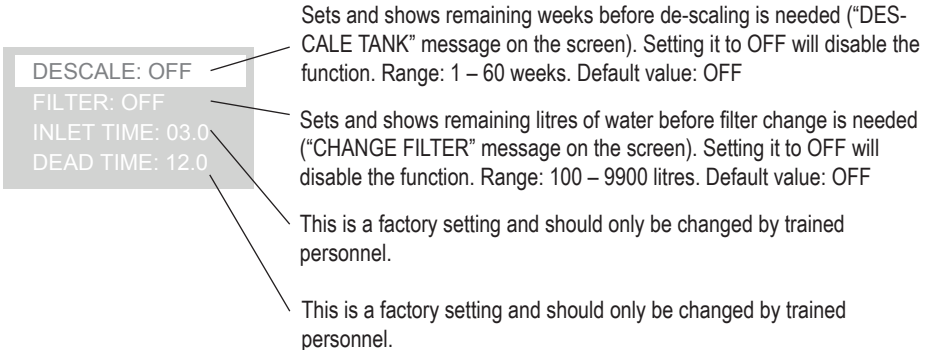 DESCALE: OFF
FILTER: OFF
INLET TIME: 03.0
DEAD TIME: 12.0
Sets and shows remaining weeks before de-scaling is needed (“DES-
CALE TANK” message on the screen). Setting it to OFF will disable the
function. Range: 1 – 60 weeks. Default value: OFF
Sets and shows remaining litres of water before filter change is needed
(“CHANGE FILTER” message on the screen). Setting it to OFF will
disable the function. Range: 100 – 9900 litres. Default value: OFF
This is a factory setting and should only be changed by trained
personnel.
This is a factory setting and should only be changed by trained
personnel.